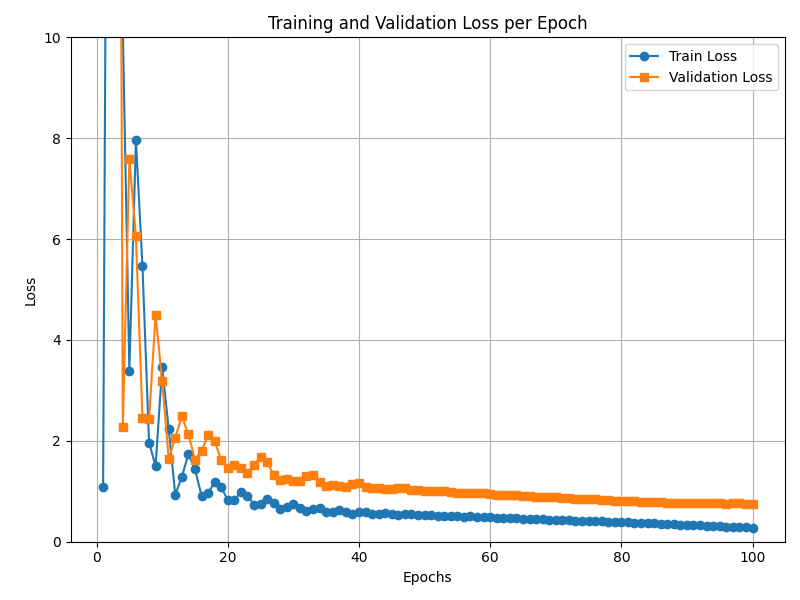 Training and Validation Loss per Epoch
Train Loss
Validation Loss
10
8
6
4
2
0
Loss
0 20 40 60 80 100
Epochs